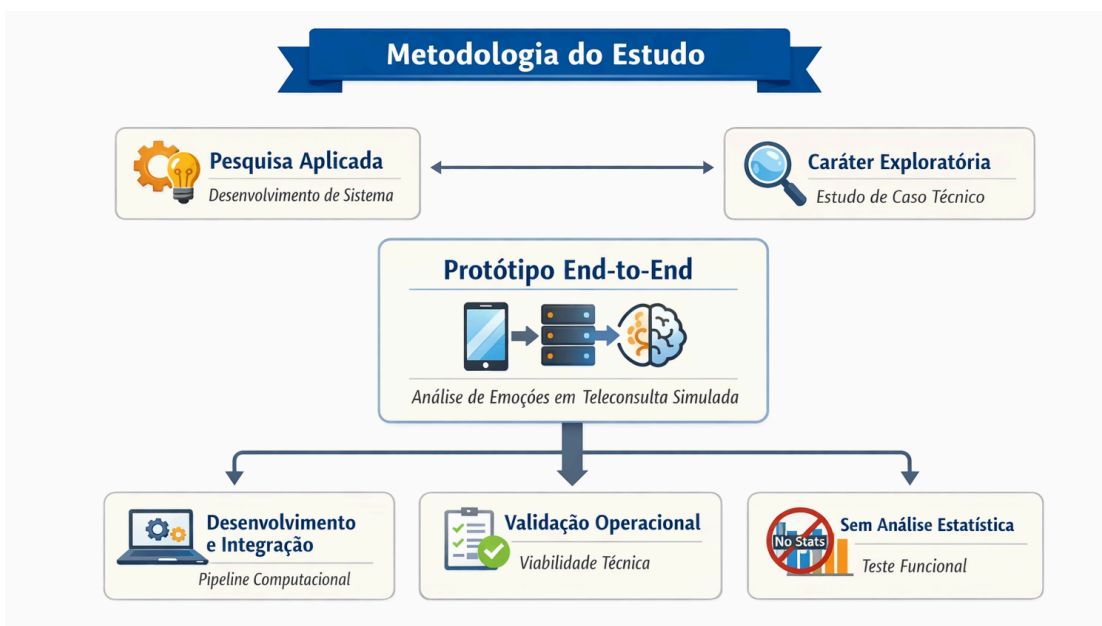 Metodologia do Estudo
Pesquisa Aplicada
Desenvolvimento de Sistema
Caráter Exploratória
Estudo de Caso Técnico
Protótipo End-to-End
Análise de Emoções em Teleconsulta Simulada
Desenvolvimento
e Integração
Pipeline Computacional
Validação Operacional
Viabilidade Técnica
No Stats
Sem Análise Estatística
Teste Funcional